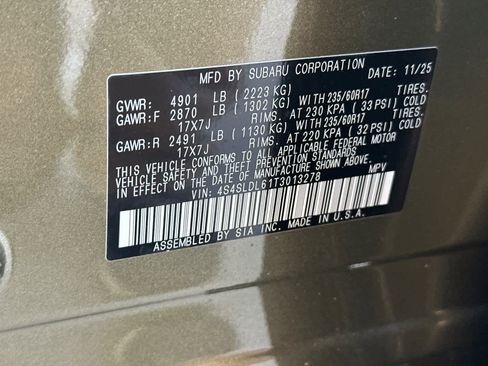 MFD BY SUBARU CORPORATION DATE: 11/25
GVWR: 4901 LB ( 2223 KG)
GAWR:F 2870 LB ( 1302 KG) WITH 235/60R17 TIRES.
17X7J RIMS. AT 230 KPA ( 33 PSI) COLD
GAWR:R 2491 LB ( 1130 KG) WITH 235/60R17 TIRES.
17X7J RIMS. AT 220 KPA ( 32 PSI) COLD
THIS VEHICLE CONFORMS TO ALL APPLICABLE FEDERAL MOTOR
VEHICLE SAFETY AND THEFT PREVENTION STANDARDS
IN EFFECT ON THE DATE OF MANUFACTURE SHOWN ABOVE.
VIN: 4S4SLDL61T3013278 MPV
ASSEMBLED BY SIA INC. MADE IN U.S.A.